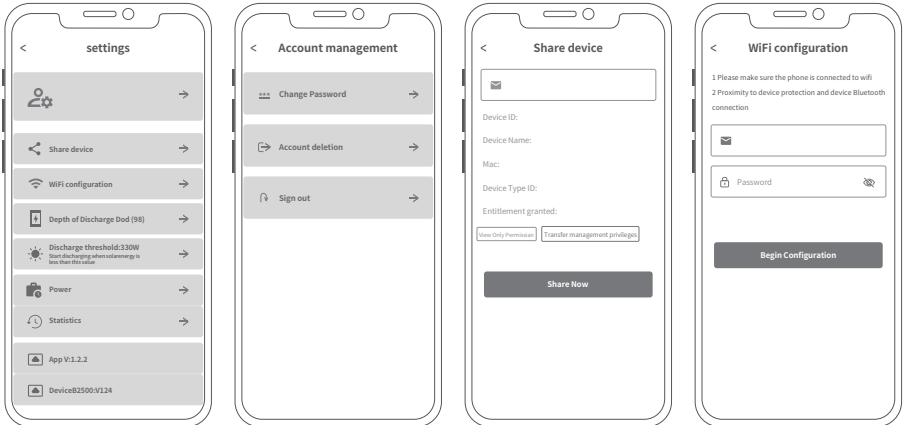 < settings
Share device
WiFi configuration
Depth of Discharge Dod (98)
Discharge threshold:330W
Start discharging when solarenergy is
less than this value
Power
Statistics
App V:1.2.2
DeviceB2500:V124
< Account management
Change Password
Account deletion
Sign out
< Share device
Device ID:
Device Name:
Mac:
Device Type ID:
Entitlement granted:
View Only Permission Transfer management privileges
Share Now
< WiFi configuration
1 Please make sure the phone is connected to wifi
2 Proximity to device protection and device Bluetooth
connection
Password
Begin Configuration